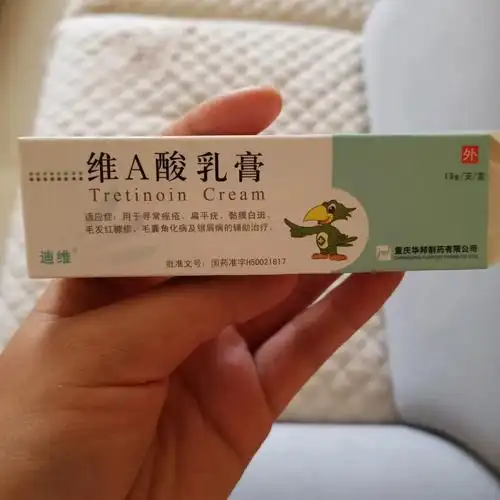 维A酸乳膏
Tretinoin Cream
外
15g/支/盒
适应症：用于寻常痤疮、扁平疣、黏膜白斑、
毛发红糠疹、毛囊角化病及银屑病的辅助治疗。
迪维
批准文号：国药准字H50021817
重庆华邦制药有限公司